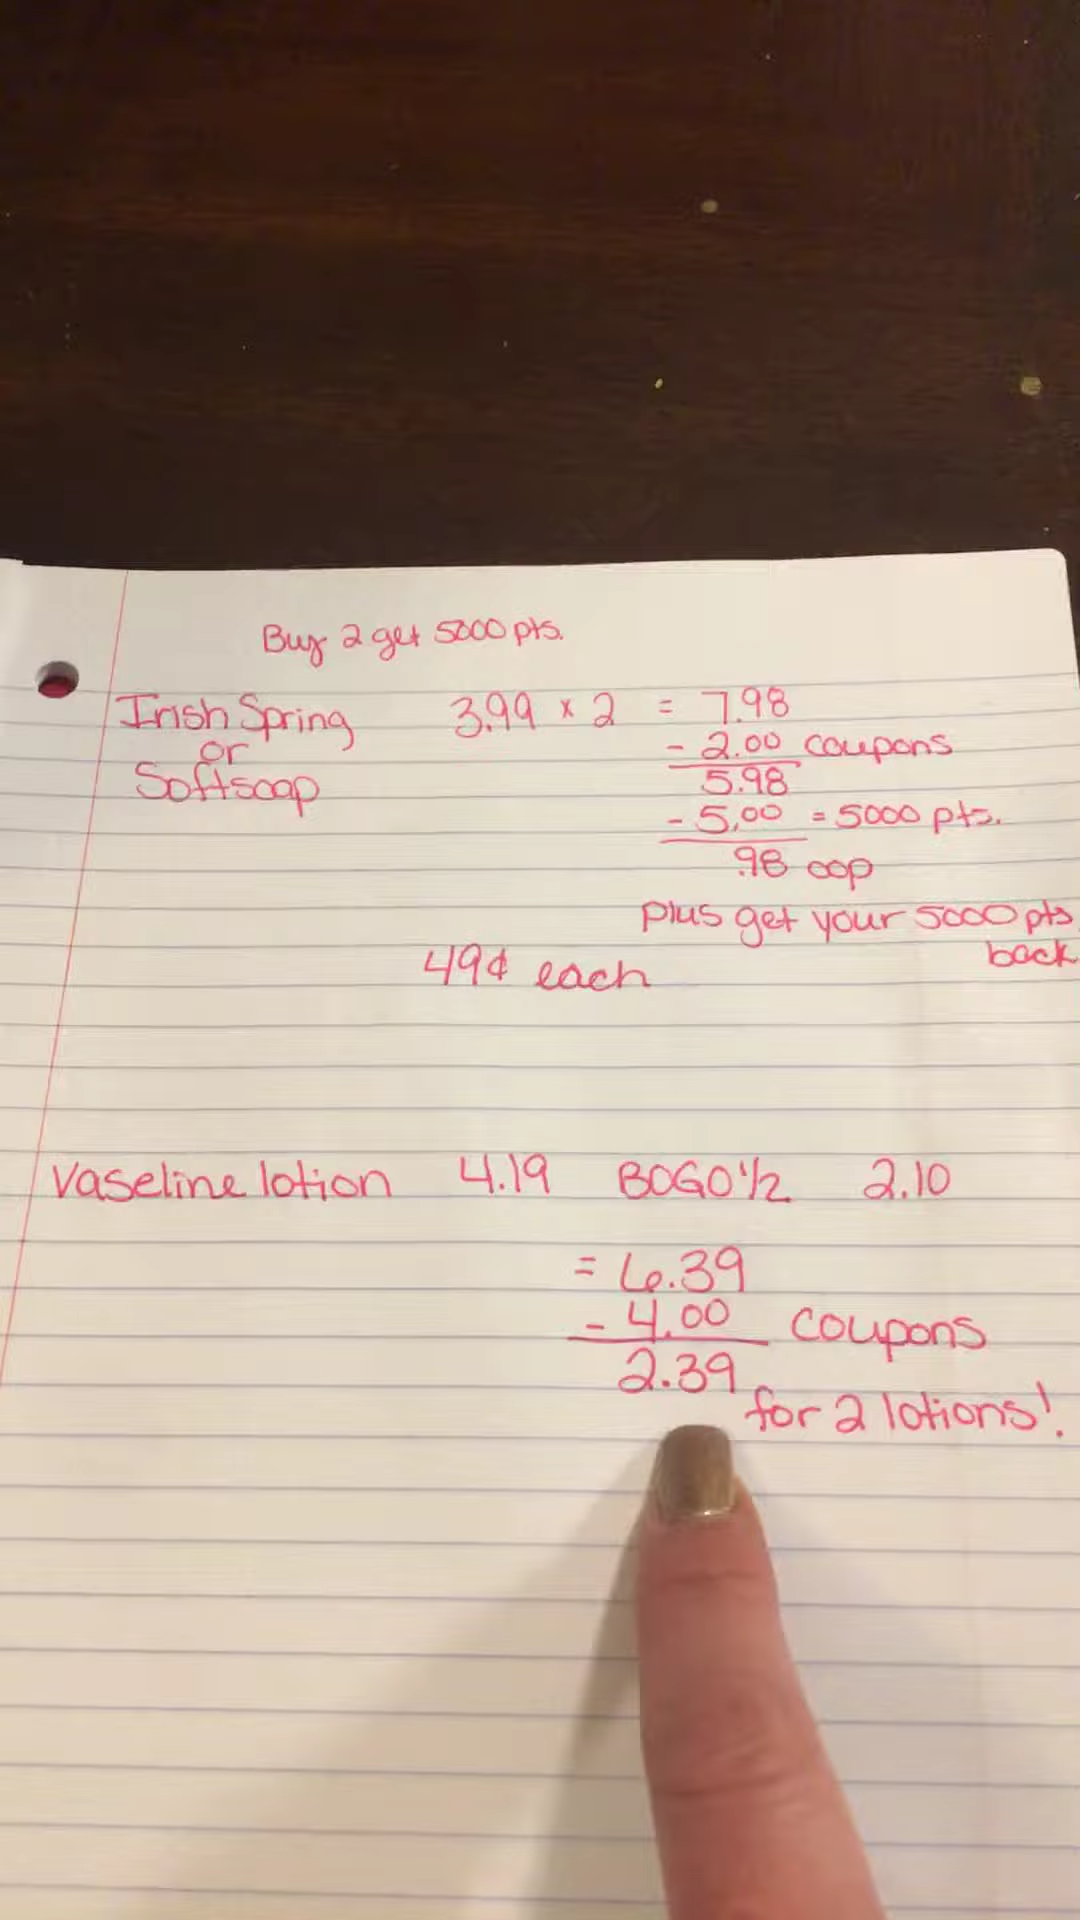 Buy 2 get 5000 pts.
Irish Spring 3.99 x 2 = 7.98
or
Softsoap
- 2.00 coupons
5.98
- 5.00 = 5000 pts.
.98 oop
plus get your 5000 pts
back
49¢ each
Vaseline lotion 4.19 BOGO 1/2 2.10
= 6.39
- 4.00 coupons
2.39
for 2 lotions!